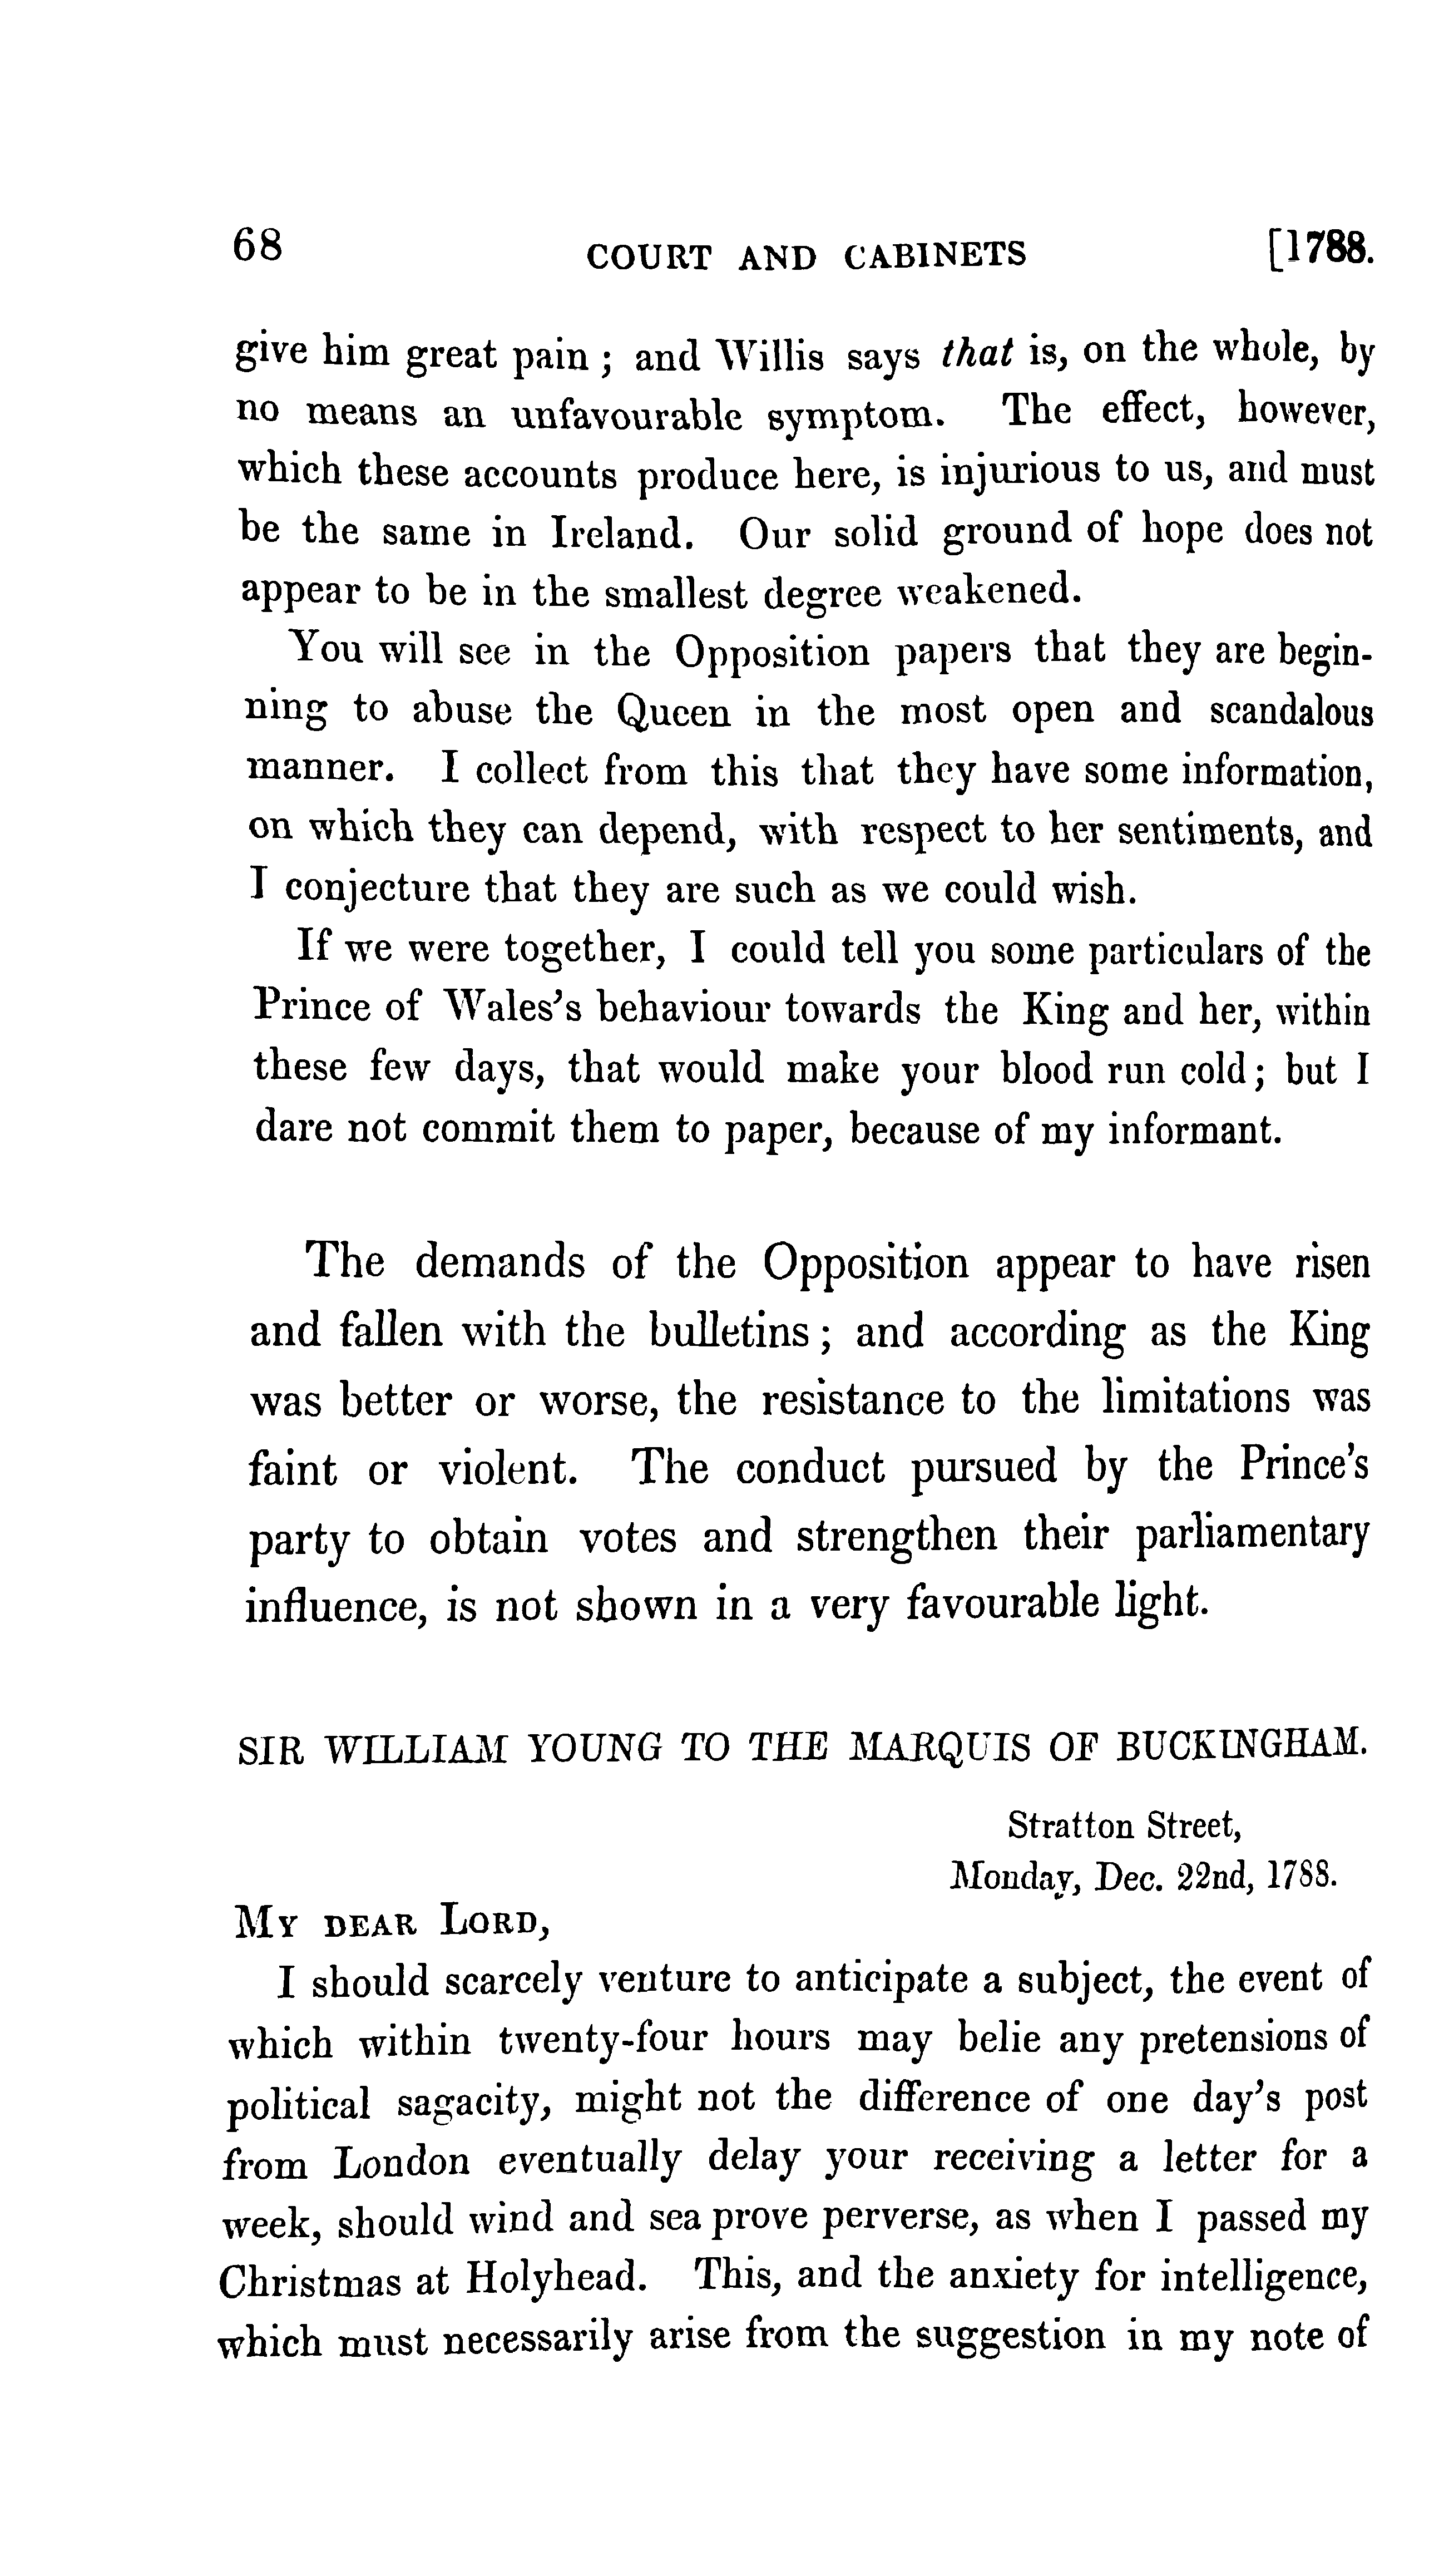 68 COURT AND CABINETS [1788.
give him great pain ; and Willis says that is, on the whole, by
no means an unfavourable symptom. The effect, however,
which these accounts produce here, is injurious to us, and must
be the same in Ireland. Our solid ground of hope does not
appear to be in the smallest degree weakened.
You will see in the Opposition papers that they are begin-
ning to abuse the Queen in the most open and scandalous
manner. I collect from this that they have some information,
on which they can depend, with respect to her sentiments, and
I conjecture that they are such as we could wish.
If we were together, I could tell you some particulars of the
Prince of Wales's behaviour towards the King and her, within
these few days, that would make your blood run cold; but I
dare not commit them to paper, because of my informant.
The demands of the Opposition appear to have risen
and fallen with the bulletins ; and according as the King
was better or worse, the resistance to the limitations was
faint or violent. The conduct pursued by the Prince's
party to obtain votes and strengthen their parliamentary
influence, is not shown in a very favourable light.
SIR WILLIAM YOUNG TO THE MARQUIS OF BUCKINGHAM.
Stratton Street,
Monday, Dec. 22nd, 1788.
MY DEAR LORD,
I should scarcely venture to anticipate a subject, the event of
which within twenty-four hours may belie any pretensions of
political sagacity, might not the difference of one day's post
from London eventually delay your receiving a letter for a
week, should wind and sea prove perverse, as when I passed my
Christmas at Holyhead. This, and the anxiety for intelligence,
which must necessarily arise from the suggestion in my note of